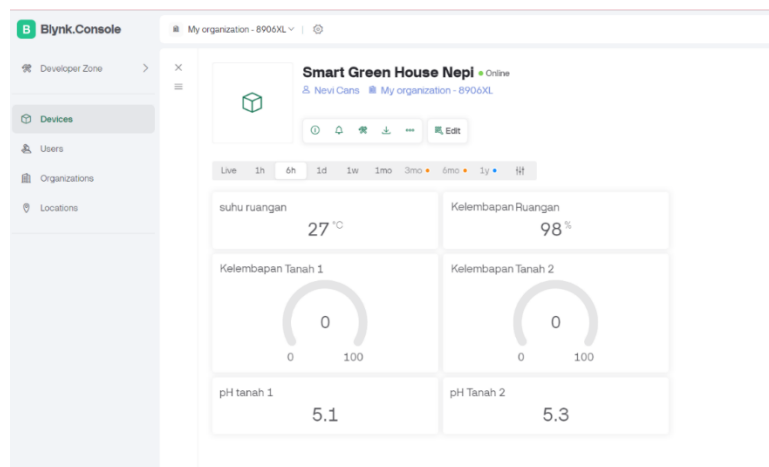 B Blynk.Console
My organization - 8906XL
Developer Zone
Devices
Users
Organizations
Locations
Smart Green House Nepi Online
Nevi Cans My organization - 8906XL
Edit
Live 1h 6h 1d 1w 1mo 3mo 6mo 1y
suhu ruangan
27 °C
Kelembapan Ruangan
98 %
Kelembapan Tanah 1
0
0 100
Kelembapan Tanah 2
0
0 100
pH tanah 1
5.1
pH Tanah 2
5.3